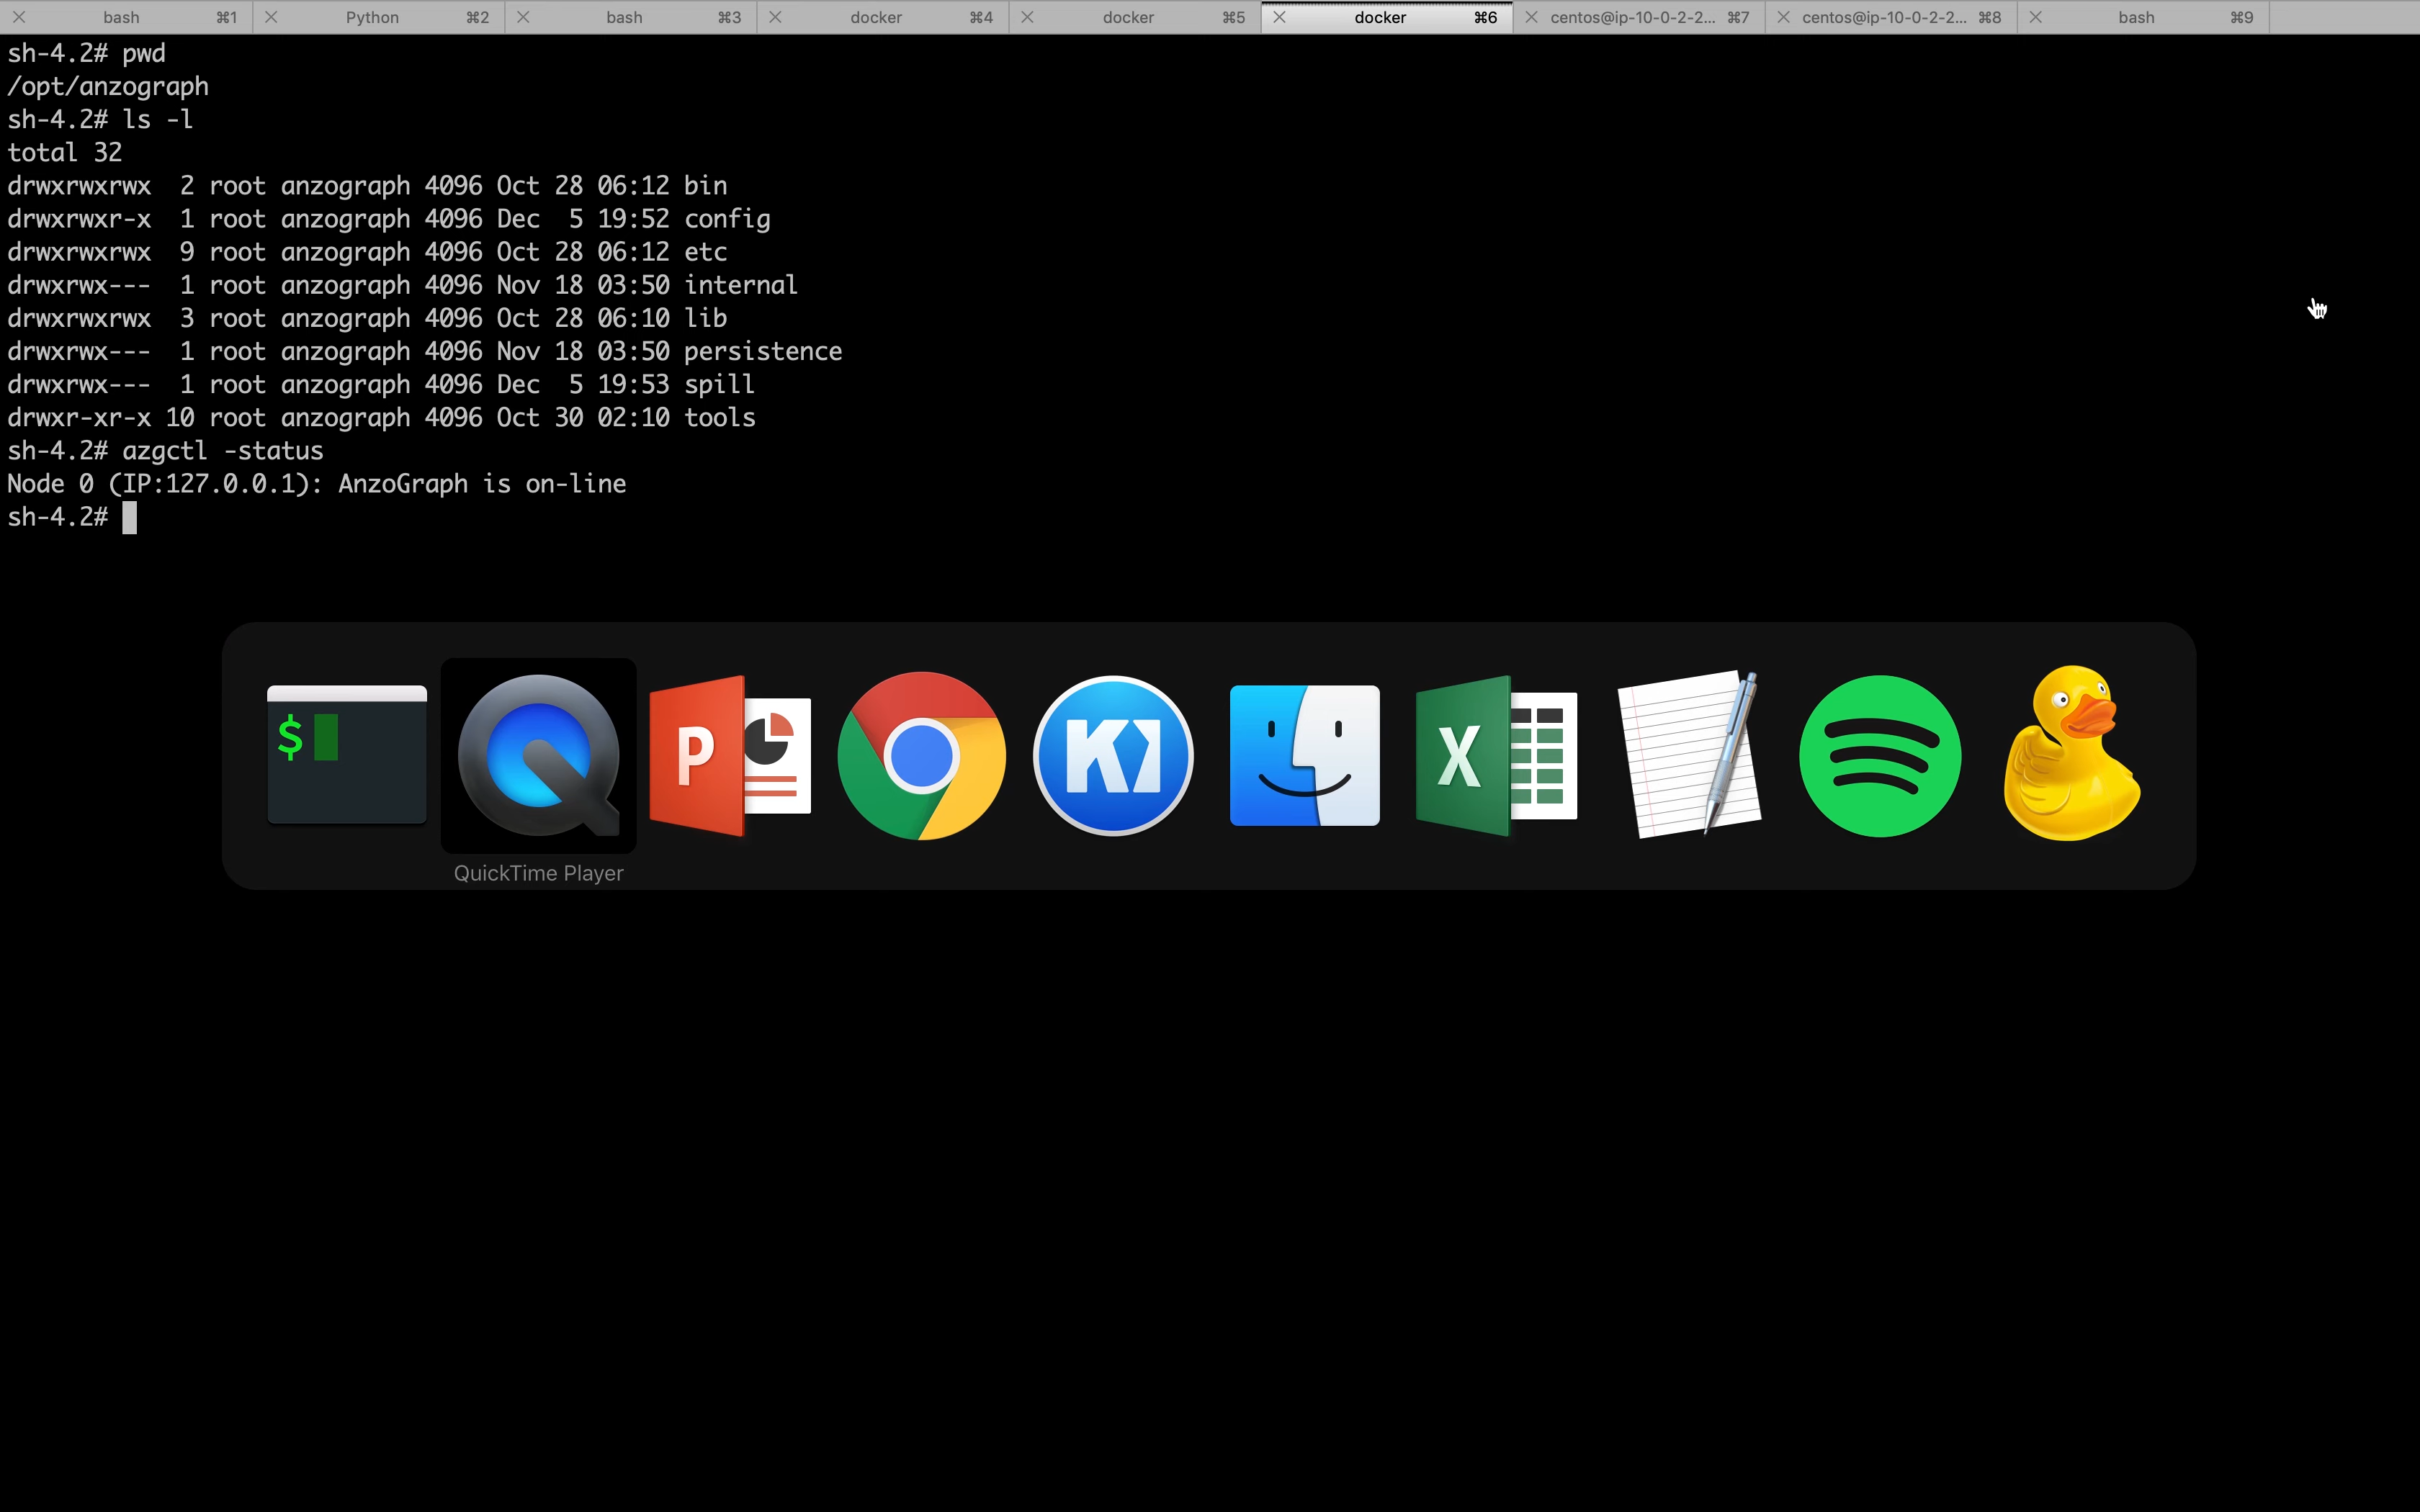 bash ⌘1 Python ⌘2 bash ⌘3 docker ⌘4 docker ⌘5 docker ⌘6 centos@ip-10-0-2-2... ⌘7 centos@ip-10-0-2-2... ⌘8 bash ⌘9
sh-4.2# pwd
/opt/anzograph
sh-4.2# ls -l
total 32
drwxrwxrwx  2 root anzograph 4096 Oct 28 06:12 bin
drwxrwxr-x  1 root anzograph 4096 Dec  5 19:52 config
drwxrwxrwx  9 root anzograph 4096 Oct 28 06:12 etc
drwxrwx---  1 root anzograph 4096 Nov 18 03:50 internal
drwxrwxrwx  3 root anzograph 4096 Oct 28 06:10 lib
drwxrwx---  1 root anzograph 4096 Nov 18 03:50 persistence
drwxrwx---  1 root anzograph 4096 Dec  5 19:53 spill
drwxr-xr-x 10 root anzograph 4096 Oct 30 02:10 tools
sh-4.2# azgctl -status
Node 0 (IP:127.0.0.1): AnzoGraph is on-line
sh-4.2#
$ P K X
QuickTime Player